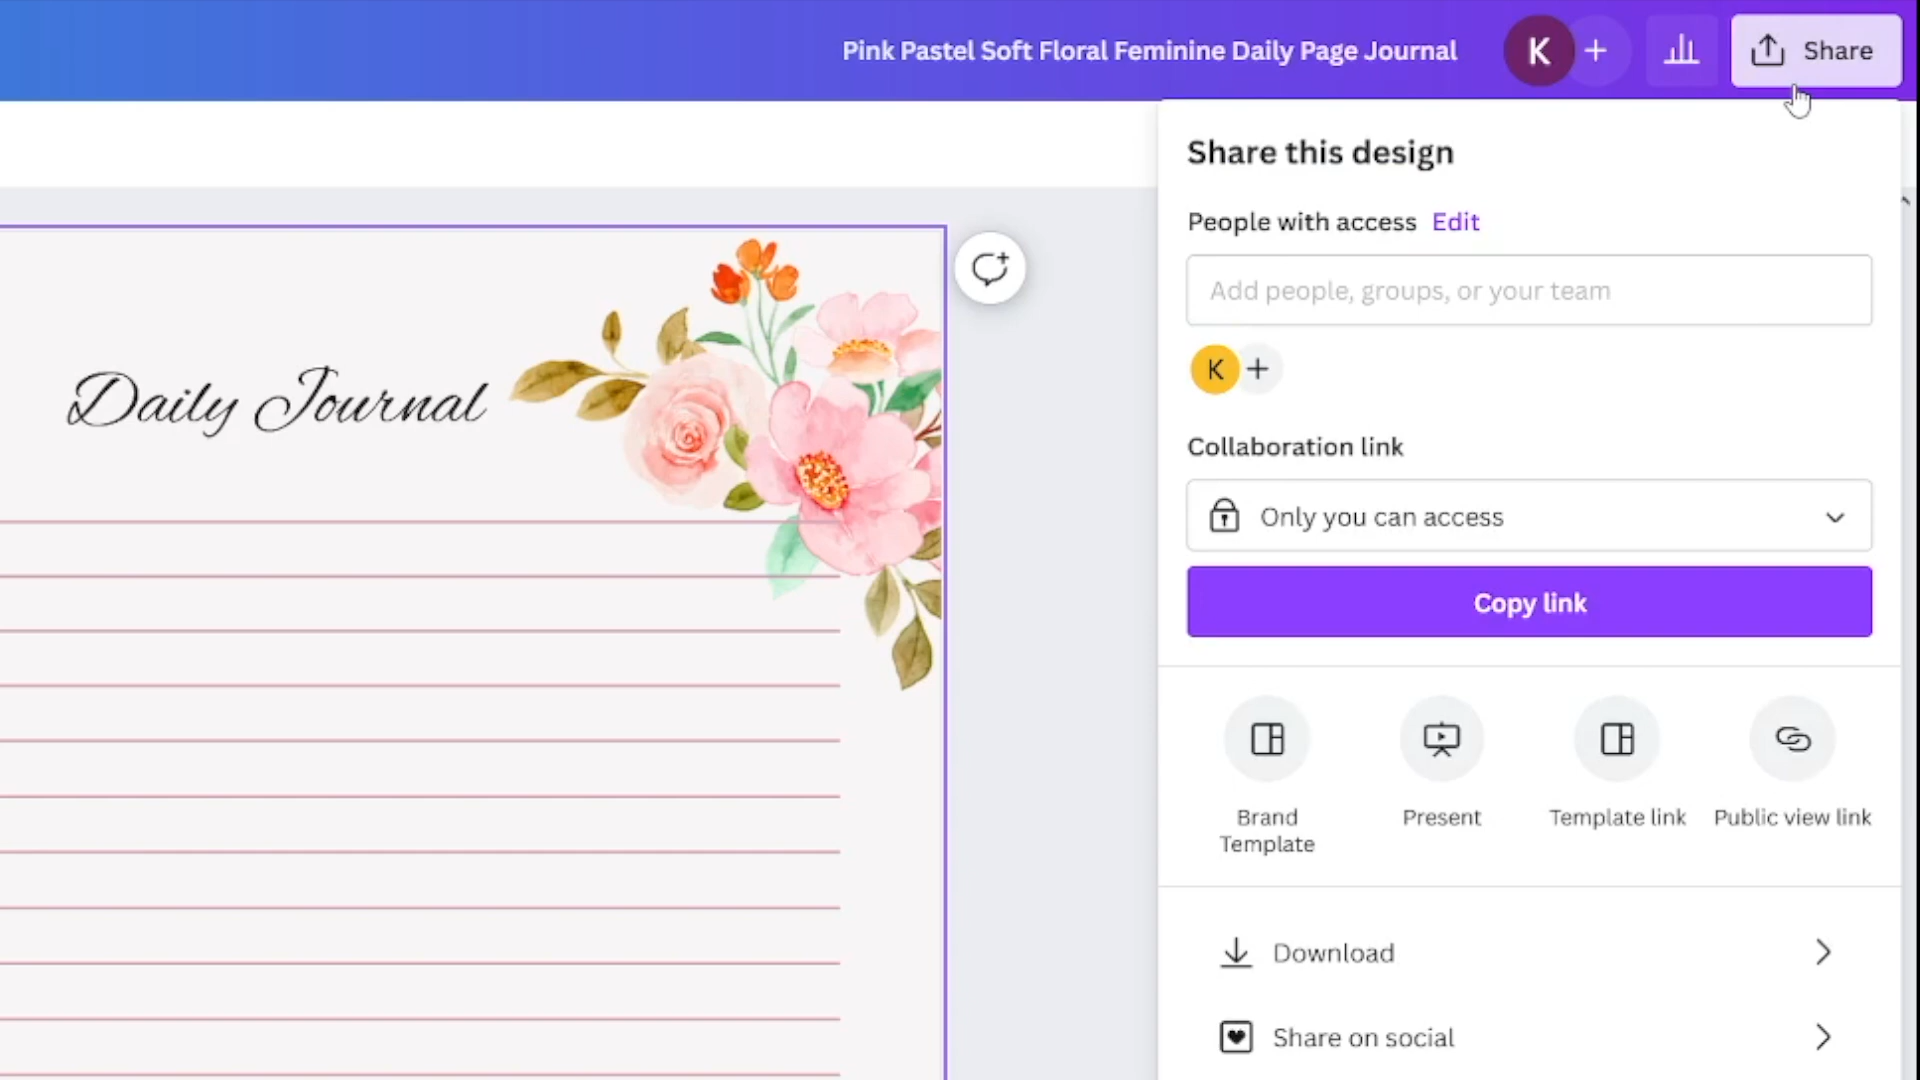 Pink Pastel Soft Floral Feminine Daily Page Journal
K
Share
Share this design
People with access Edit
Add people, groups, or your team
K
Collaboration link
Only you can access
Copy link
Brand Template
Present
Template link
Public view link
Download
Share on social
Daily Journal